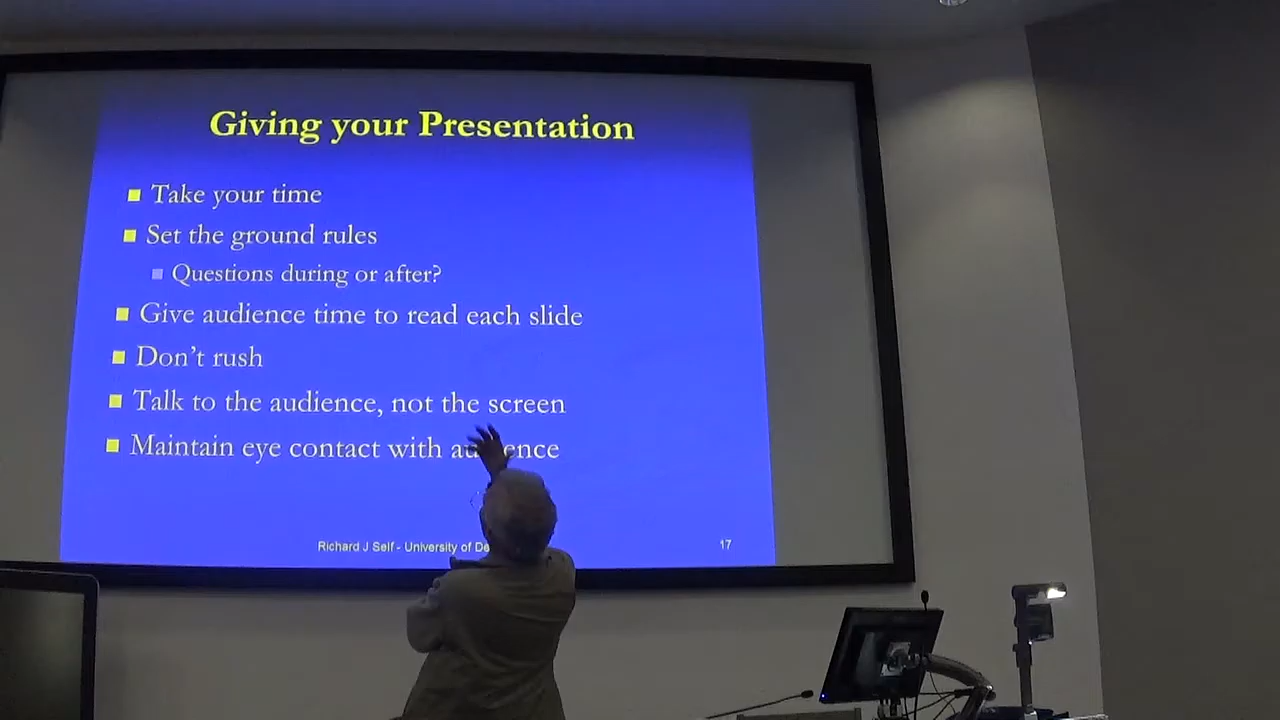 Giving your Presentation
Take your time
Set the ground rules
Questions during or after?
Give audience time to read each slide
Don't rush
Talk to the audience, not the screen
Maintain eye contact with
Richard J Self - University of
17